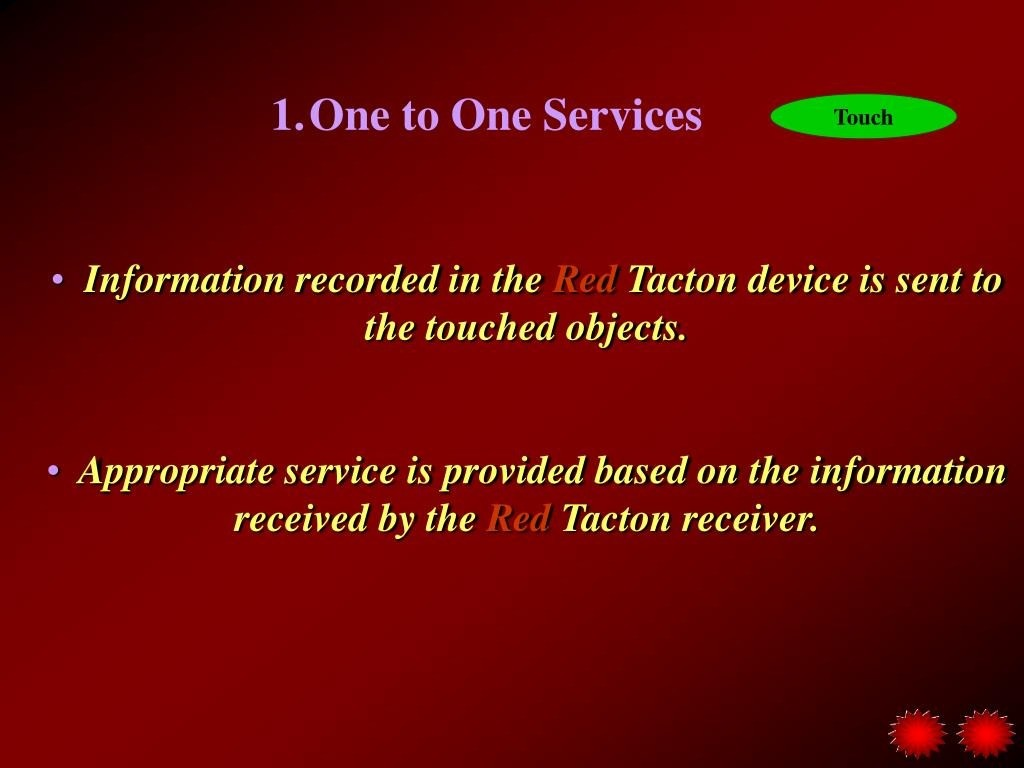 1. One to One Services
Touch
• Information recorded in the Red Tacton device is sent to
the touched objects.
• Appropriate service is provided based on the information
received by the Red Tacton receiver.